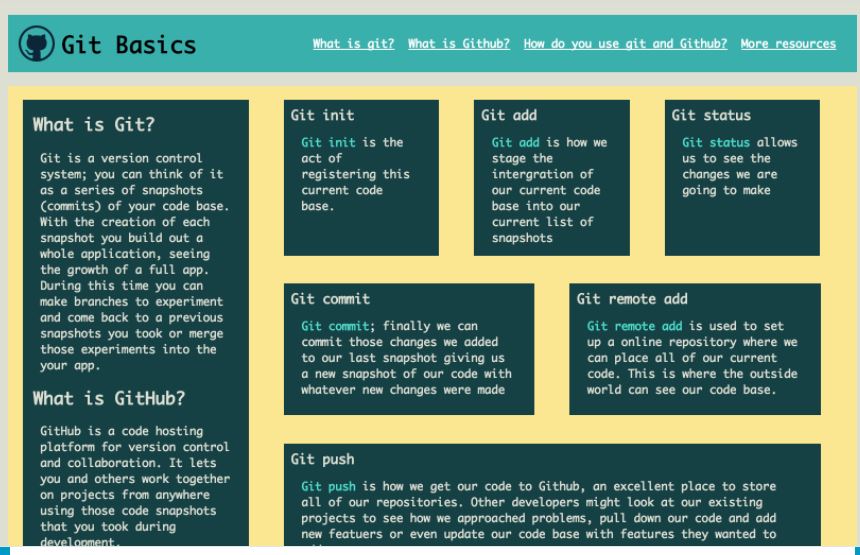 Git Basics
What is git? What is Github? How do you use git and Github? More resources
What is Git?
Git is a version control
system; you can think of it
as a series of snapshots
(commits) of your code base.
With the creation of each
snapshot you build out a
whole application, seeing
the growth of a full app.
During this time you can
make branches to experiment
and come back to a previous
snapshots you took or merge
those experiments into the
your app.
What is GitHub?
GitHub is a code hosting
platform for version control
and collaboration. It lets
you and others work together
on projects from anywhere
using those code snapshots
that you took during
development.
Git init
Git init is the
act of
registering this
current code
base.
Git add
Git add is how we
stage the
intergration of
our current code
base into our
current list of
snapshots
Git status
Git status allows
us to see the
changes we are
going to make
Git commit
Git commit; finally we can
commit those changes we added
to our last snapshot giving us
a new snapshot of our code with
whatever new changes were made
Git remote add
Git remote add is used to set
up a online repository where we
can place all of our current
code. This is where the outside
world can see our code base.
Git push
Git push is how we get our code to Github, an excellent place to store
all of our repositories. Other developers might look at our existing
projects to see how we approached problems, pull down our code and add
new featuers or even update our code base with features they wanted to